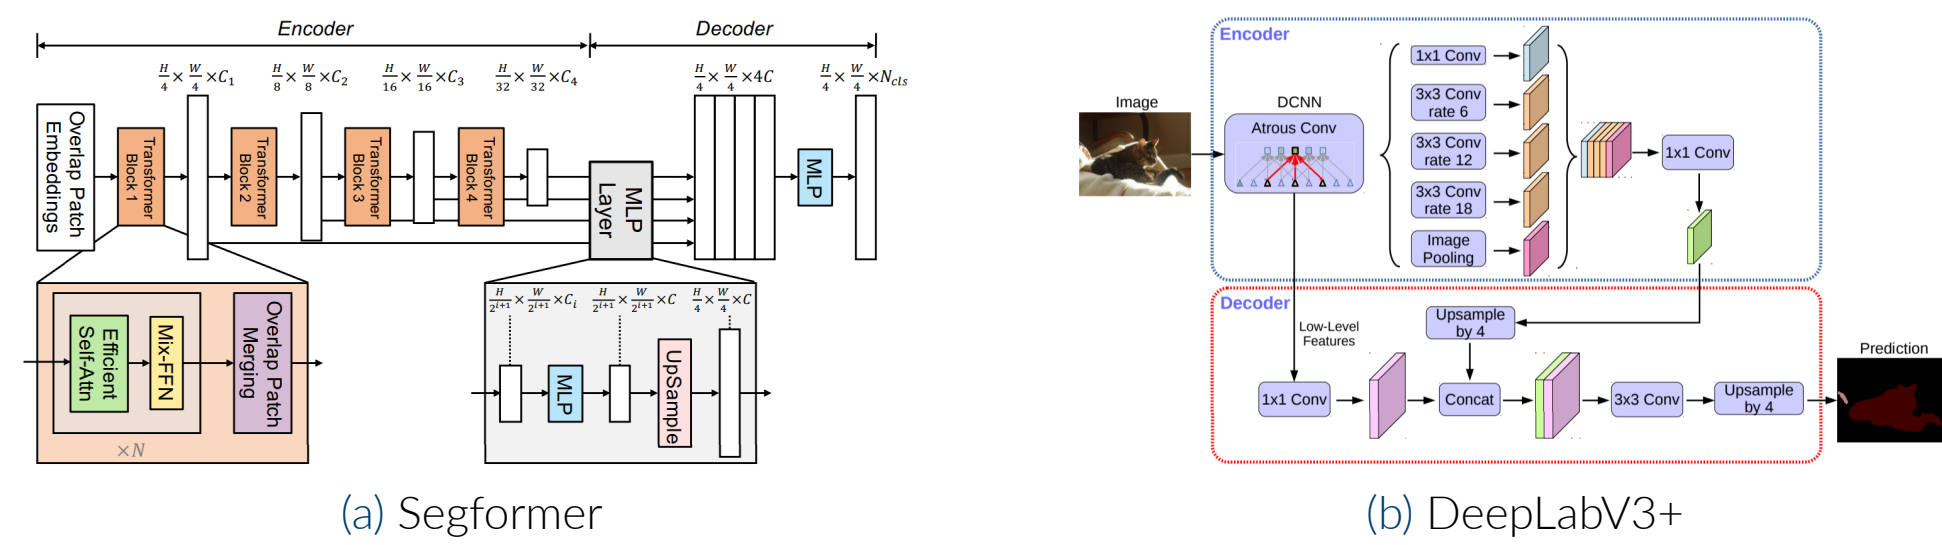 Encoder
Decoder
H/4 × W/4 ×C₁
H/8 × W/8 ×C₂
H/16 × W/16 ×C₃
H/32 × W/32 ×C₄
H/4 × W/4 ×4C
H/4 × W/4 ×N_cls
Overlap Patch
Embeddings
Transformer
Block 1
Transformer
Block 2
Transformer
Block 3
Transformer
Block 4
MLP
Layer
MLP
Efficient
Self-Attn
Mix-FFN
Overlap Patch
Merging
×N
H/2^{i+1} × W/2^{i+1} ×C_i
H/2^{i+1} × W/2^{i+1} ×C
H/4 × W/4 ×C
MLP
UpSample
(a) Segformer
Encoder
Image
DCNN
Atrous Conv
1x1 Conv
3x3 Conv
rate 6
3x3 Conv
rate 12
3x3 Conv
rate 18
Image
Pooling
1x1 Conv
Decoder
Low-Level
Features
Upsample
by 4
1x1 Conv
Concat
3x3 Conv
Upsample
by 4
Prediction
(b) DeepLabV3+